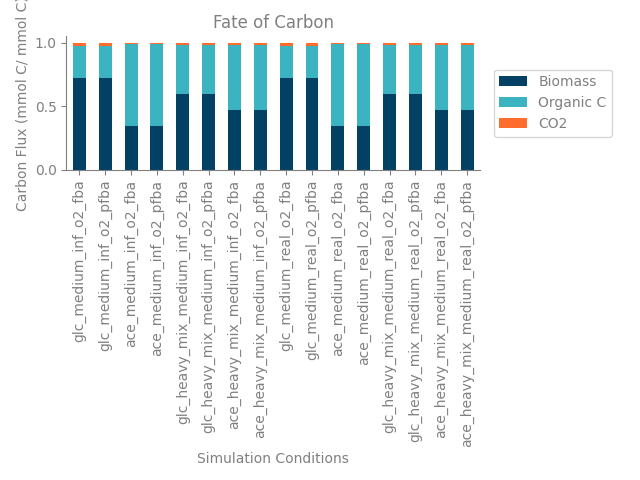 Fate of Carbon
Carbon Flux (mmol C/ mmol C)
1.0
0.5
0.0
Biomass
Organic C
CO2
glc_medium_inf_o2_fba
glc_medium_inf_o2_pfba
ace_medium_inf_o2_fba
ace_medium_inf_o2_pfba
glc_heavy_mix_medium_inf_o2_fba
glc_heavy_mix_medium_inf_o2_pfba
ace_heavy_mix_medium_inf_o2_fba
ace_heavy_mix_medium_inf_o2_pfba
glc_medium_real_o2_fba
glc_medium_real_o2_pfba
ace_medium_real_o2_fba
ace_medium_real_o2_pfba
glc_heavy_mix_medium_real_o2_fba
glc_heavy_mix_medium_real_o2_pfba
ace_heavy_mix_medium_real_o2_fba
ace_heavy_mix_medium_real_o2_pfba
Simulation Conditions